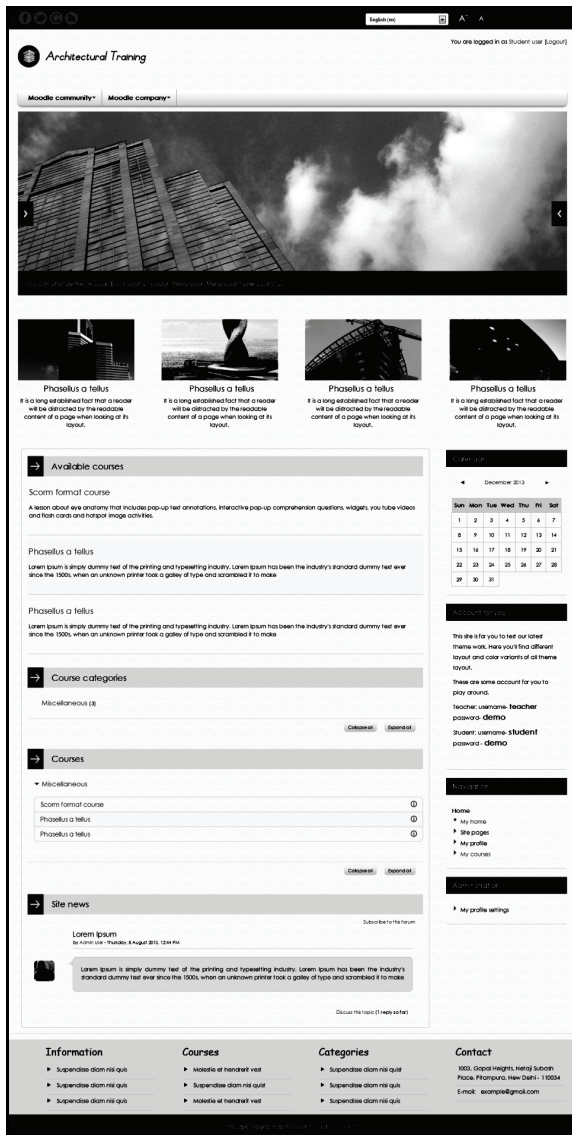 English (en)
A- A
You are logged in as Student user (Logout)
Architectural Training
Moodle community Moodle company
Phasellus a tellus
It is a long established fact that a reader
will be distracted by the readable
content of a page when looking at its
layout.
Phasellus a tellus
It is a long established fact that a reader
will be distracted by the readable
content of a page when looking at its
layout.
Phasellus a tellus
It is a long established fact that a reader
will be distracted by the readable
content of a page when looking at its
layout.
Phasellus a tellus
It is a long established fact that a reader
will be distracted by the readable
content of a page when looking at its
layout.
Available courses
Scorm format course
A lesson about eye anatomy that includes pop-up text annotations, interactive pop-up comprehension questions, widgets, you tube videos
and flash cards and hotspot image activities.
Phasellus a tellus
Lorem Ipsum is simply dummy text of the printing and typesetting industry. Lorem Ipsum has been the industry's standard dummy text ever
since the 1500s, when an unknown printer took a galley of type and scrambled it to make
Phasellus a tellus
Lorem Ipsum is simply dummy text of the printing and typesetting industry. Lorem Ipsum has been the industry's standard dummy text ever
since the 1500s, when an unknown printer took a galley of type and scrambled it to make
Course categories
Miscellaneous (3)
Collapse all Expand all
Courses
Miscellaneous
Scorm format course
Phasellus a tellus
Phasellus a tellus
Collapse all Expand all
Site news
Subscribe to this forum
Lorem Ipsum
by Admin User - Thursday, 8 August 2013, 12:44 PM
Lorem Ipsum is simply dummy text of the printing and typesetting industry. Lorem Ipsum has been the industry's
standard dummy text ever since the 1500s, when an unknown printer took a galley of type and scrambled it to make
Discuss this topic (1 reply so far)
Calendar
December 2013
Sun Mon Tue Wed Thu Fri Sat
1 2 3 4 5 6 7
8 9 10 11 12 13 14
15 16 17 18 19 20 21
22 23 24 25 26 27 28
29 30 31
Account for you
This site is for you to test our latest
theme work. Here you'll find different
layout and color variants of all theme
layout.
These are some account for you to
play around.
Teacher: username- teacher
password- demo
Student: username- student
password - demo
Navigation
Home
My home
Site pages
My profile
My courses
Administration
My profile settings
Information
Suspendisse diam nisi quis
Suspendisse diam nisi quis
Suspendisse diam nisi quis
Courses
Molestie et hendrerit vest
Suspendisse diam nisi quist
Molestie et hendrerit vest
Categories
Suspendisse diam nisi quist
Suspendisse diam nisi quis
Suspendisse diam nisi quis
Contact
1003, Gopal Heights, Netaji Subash
Place, Pitampura, New Delhi - 110034
E-mail: example@gmail.com